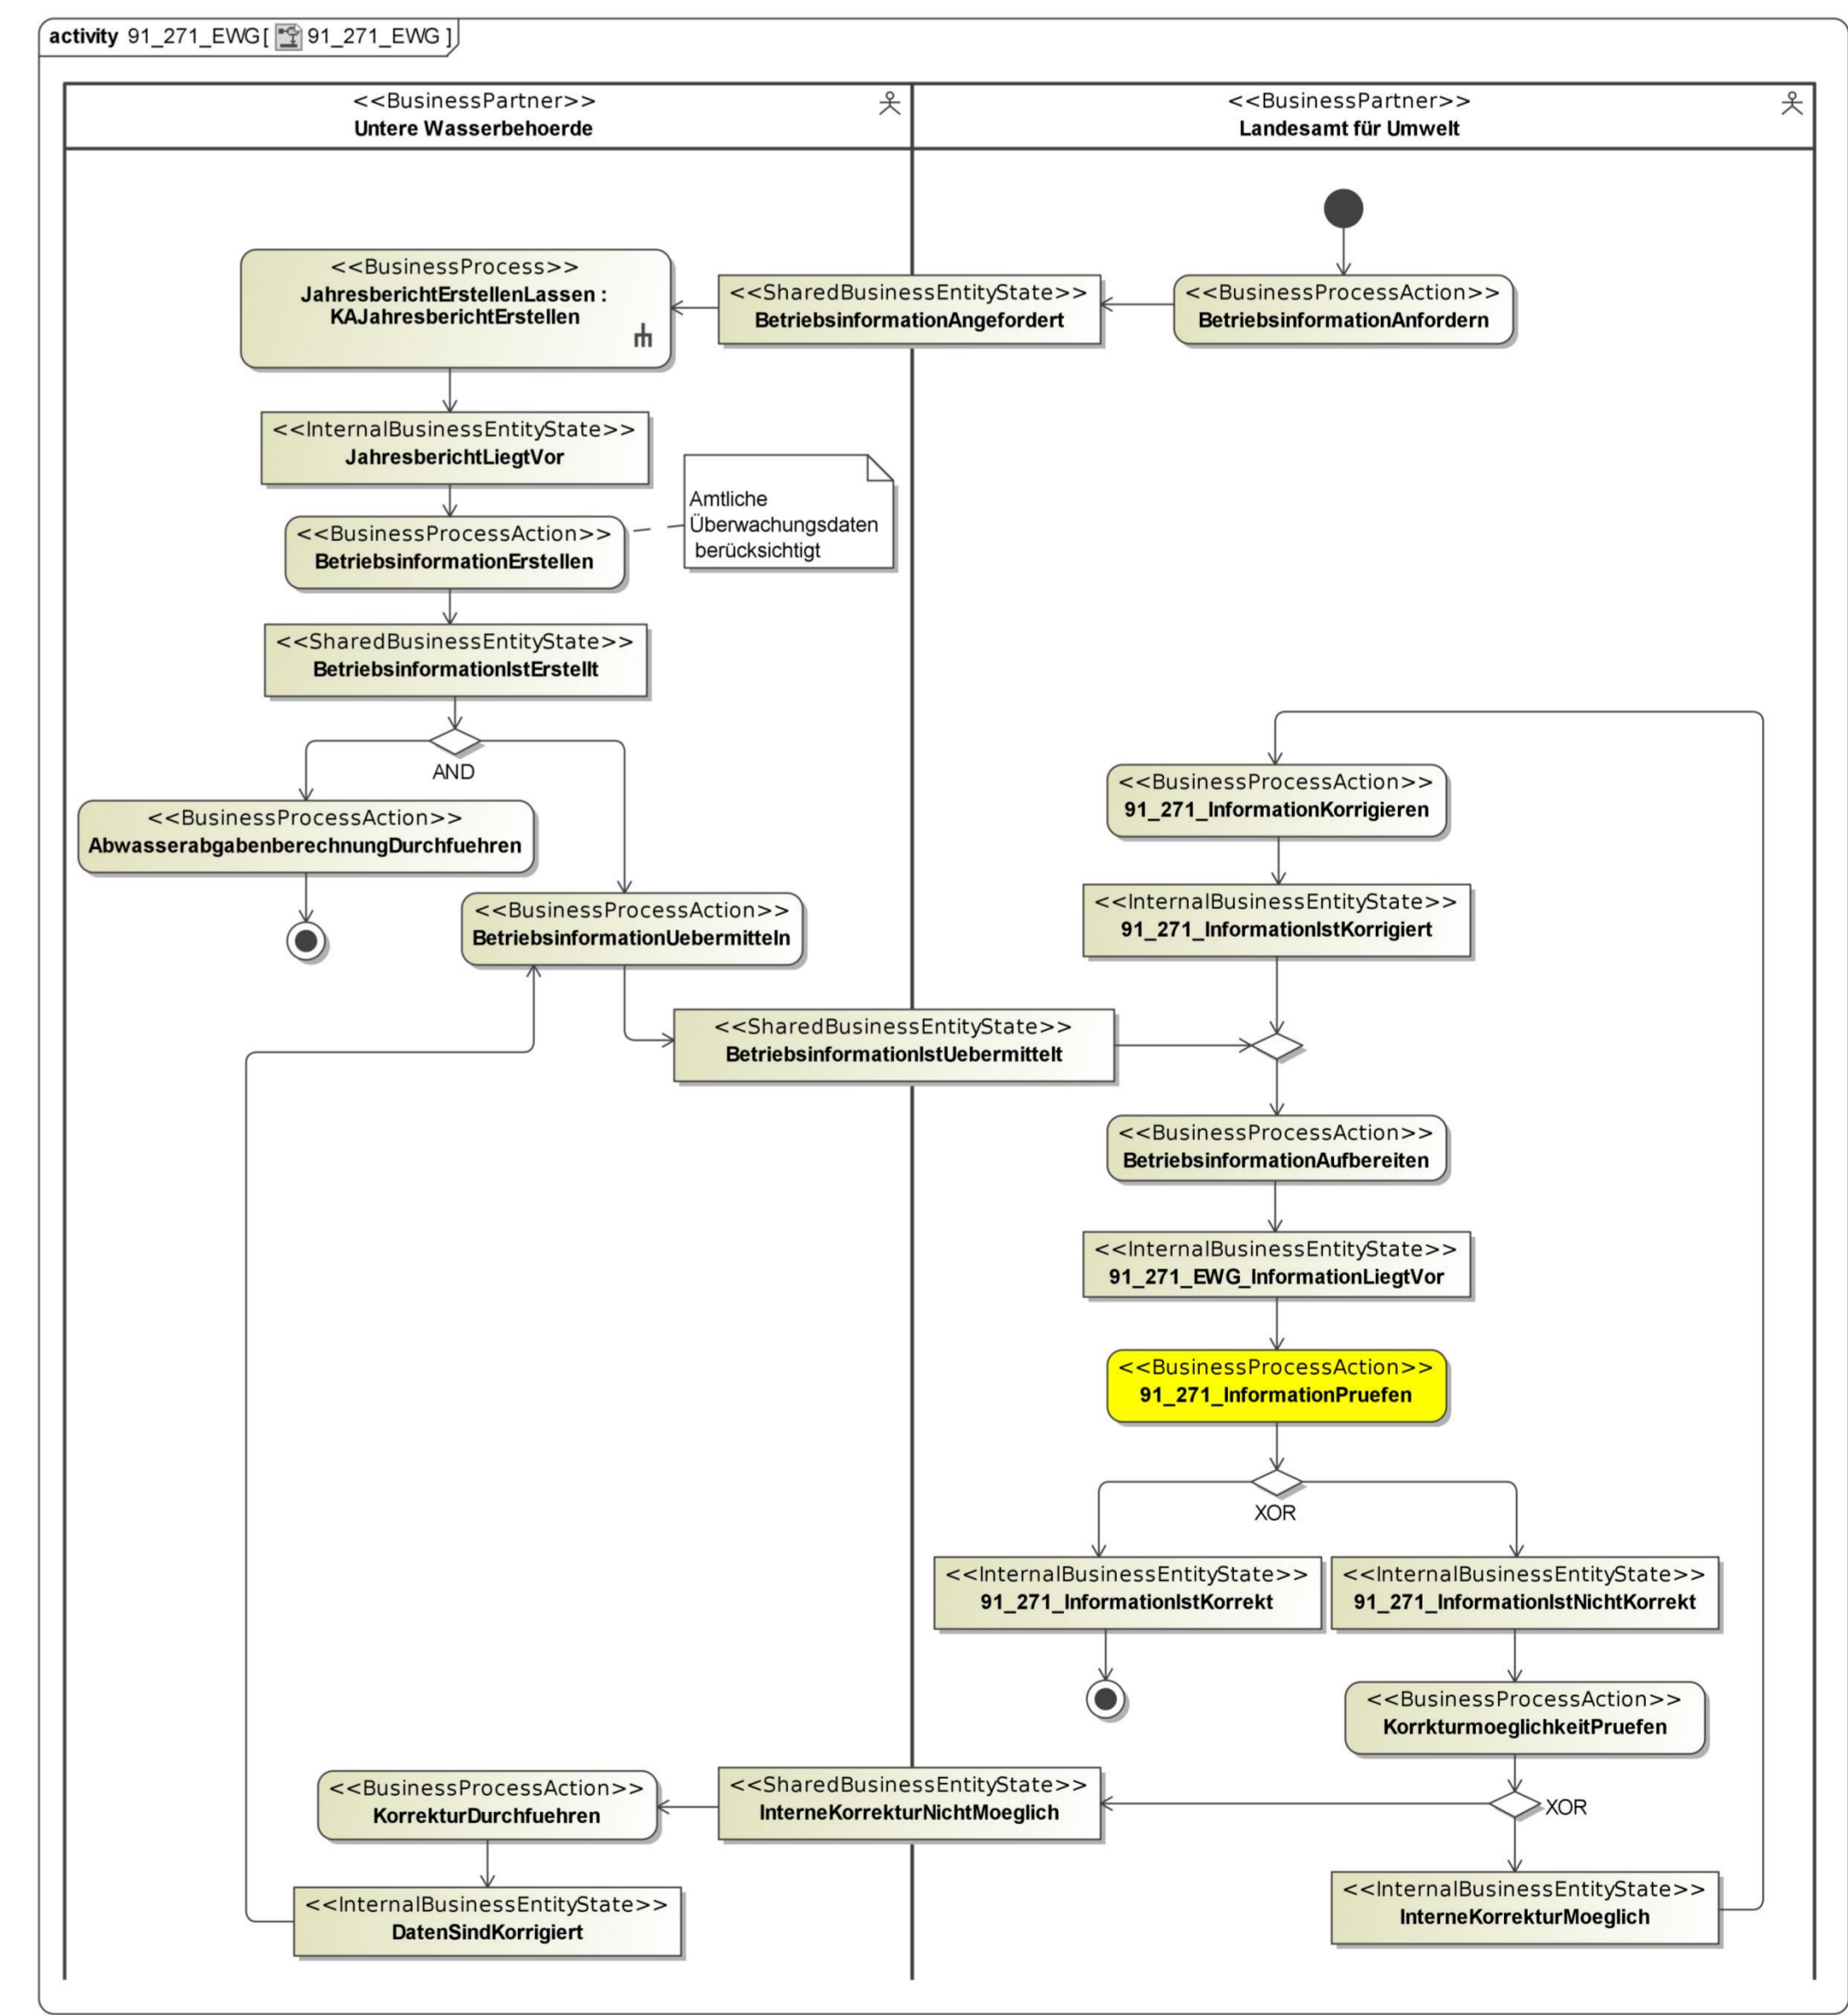 activity 91_271_EWG[ 91_271_EWG ]
<<BusinessPartner>>
Untere Wasserbehoerde
<<BusinessPartner>>
Landesamt für Umwelt
<<BusinessProcess>>
JahresberichtErstellenLassen :
KAJahresberichtErstellen
<<SharedBusinessEntityState>>
BetriebsinformationAngefordert
<<BusinessProcessAction>>
BetriebsinformationAnfordern
<<InternalBusinessEntityState>>
JahresberichtLiegtVor
Amtliche
Überwachungsdaten
berücksichtigt
<<BusinessProcessAction>>
BetriebsinformationErstellen
<<SharedBusinessEntityState>>
BetriebsinformationIstErstellt
AND
<<BusinessProcessAction>>
AbwasserabgabenberechnungDurchfuehren
<<BusinessProcessAction>>
91_271_InformationKorrigieren
<<BusinessProcessAction>>
BetriebsinformationUebermitteln
<<InternalBusinessEntityState>>
91_271_InformationIstKorrigiert
<<SharedBusinessEntityState>>
BetriebsinformationIstUebermittelt
<<BusinessProcessAction>>
BetriebsinformationAufbereiten
<<InternalBusinessEntityState>>
91_271_EWG_InformationLiegtVor
<<BusinessProcessAction>>
91_271_InformationPruefen
XOR
<<InternalBusinessEntityState>>
91_271_InformationIstKorrekt
<<InternalBusinessEntityState>>
91_271_InformationIstNichtKorrekt
<<BusinessProcessAction>>
KorrkturmoeglichkeitPruefen
<<BusinessProcessAction>>
KorrekturDurchfuehren
<<SharedBusinessEntityState>>
InterneKorrekturNichtMoeglich
XOR
<<InternalBusinessEntityState>>
DatenSindKorrigiert
<<InternalBusinessEntityState>>
InterneKorrekturMoeglich